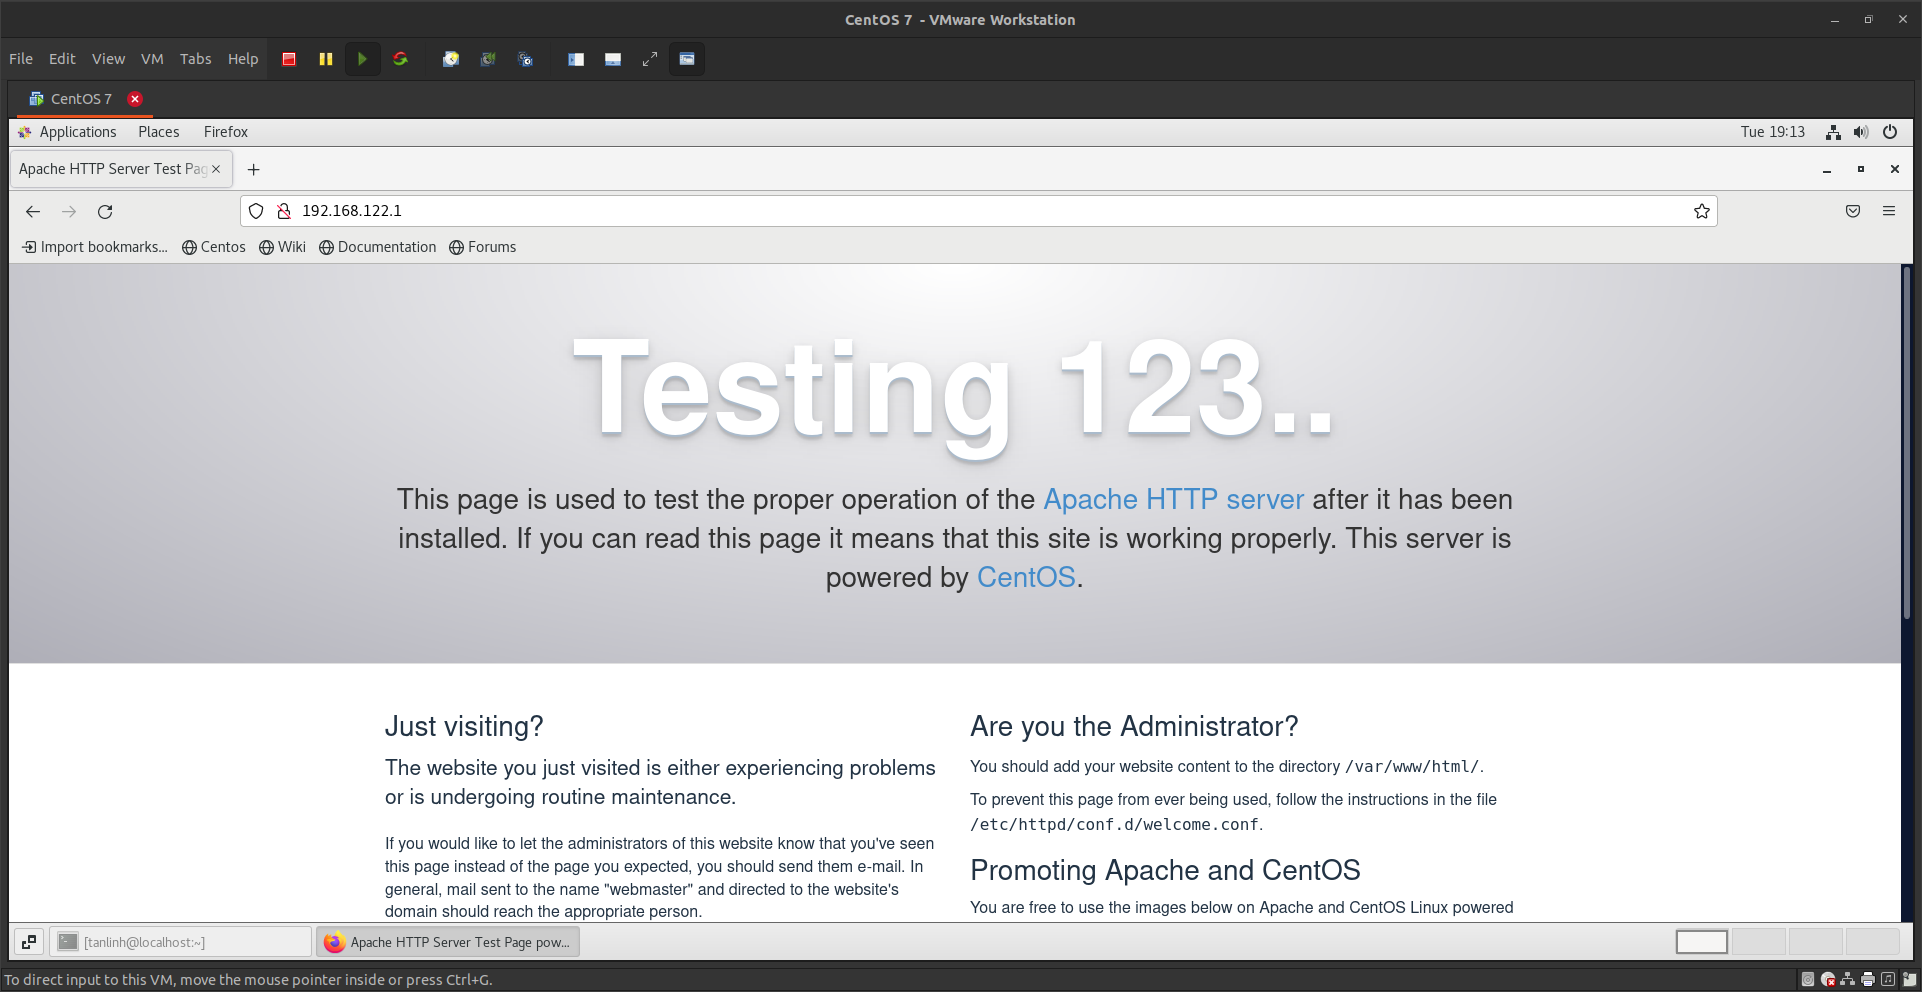 CentOS 7 - VMware Workstation
File Edit View VM Tabs Help
CentOS 7
Applications Places Firefox Tue 19:13
Apache HTTP Server Test Pag
192.168.122.1
Import bookmarks... Centos Wiki Documentation Forums
Testing 123..
This page is used to test the proper operation of the Apache HTTP server after it has been
installed. If you can read this page it means that this site is working properly. This server is
powered by CentOS.
Just visiting?
The website you just visited is either experiencing problems
or is undergoing routine maintenance.
If you would like to let the administrators of this website know that you've seen
this page instead of the page you expected, you should send them e-mail. In
general, mail sent to the name "webmaster" and directed to the website's
domain should reach the appropriate person.
Are you the Administrator?
You should add your website content to the directory /var/www/html/.
To prevent this page from ever being used, follow the instructions in the file
/etc/httpd/conf.d/welcome.conf.
Promoting Apache and CentOS
You are free to use the images below on Apache and CentOS Linux powered
[tanlinh@localhost:~] Apache HTTP Server Test Page pow...
To direct input to this VM, move the mouse pointer inside or press Ctrl+G.